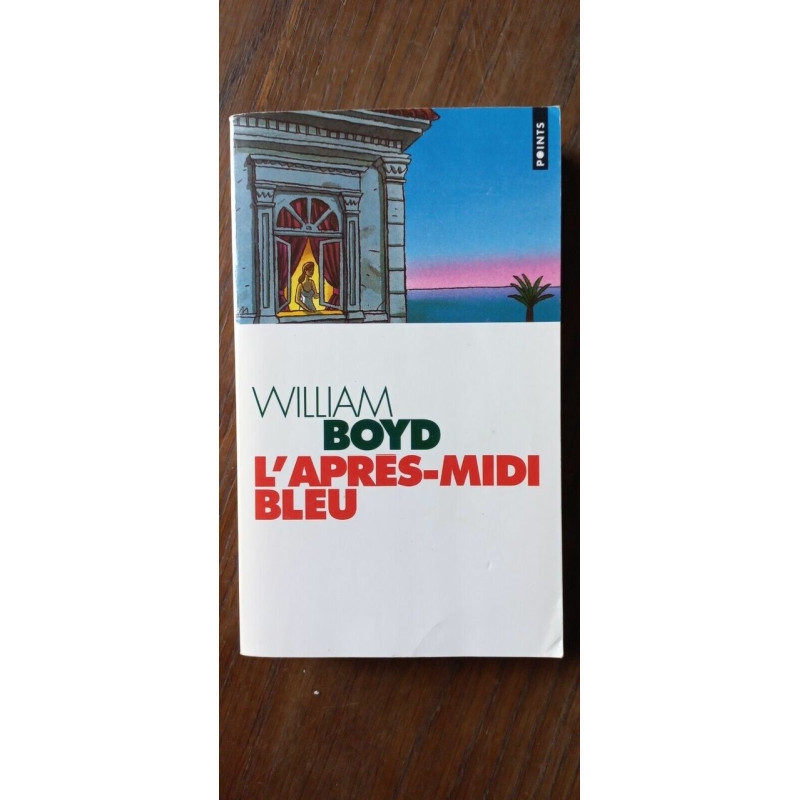 POINTS
WILLIAM
BOYD
L'APRÈS-MIDI
BLEU